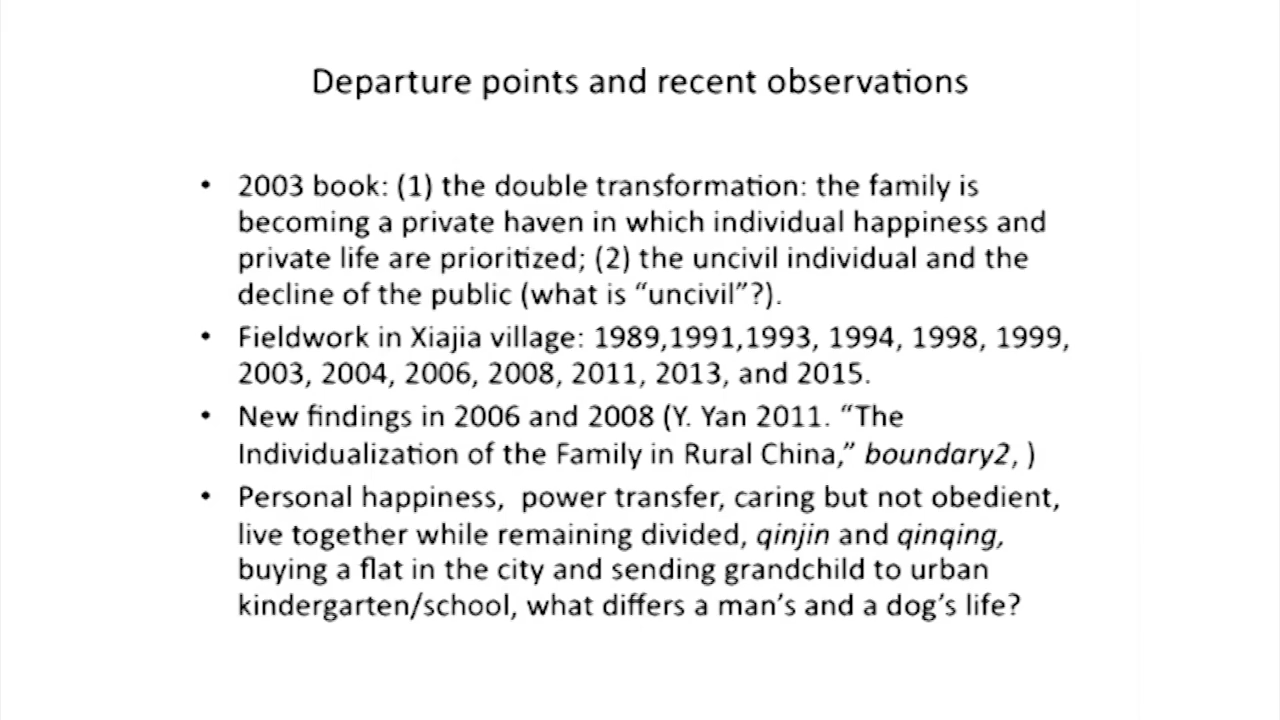 Departure points and recent observations
• 2003 book: (1) the double transformation: the family is
becoming a private haven in which individual happiness and
private life are prioritized; (2) the uncivil individual and the
decline of the public (what is “uncivil”?).
• Fieldwork in Xiajia village: 1989,1991,1993, 1994, 1998, 1999,
2003, 2004, 2006, 2008, 2011, 2013, and 2015.
• New findings in 2006 and 2008 (Y. Yan 2011. “The
Individualization of the Family in Rural China,” boundary2, )
• Personal happiness,  power transfer, caring but not obedient,
live together while remaining divided, qinjin and qinqing,
buying a flat in the city and sending grandchild to urban
kindergarten/school, what differs a man’s and a dog’s life?